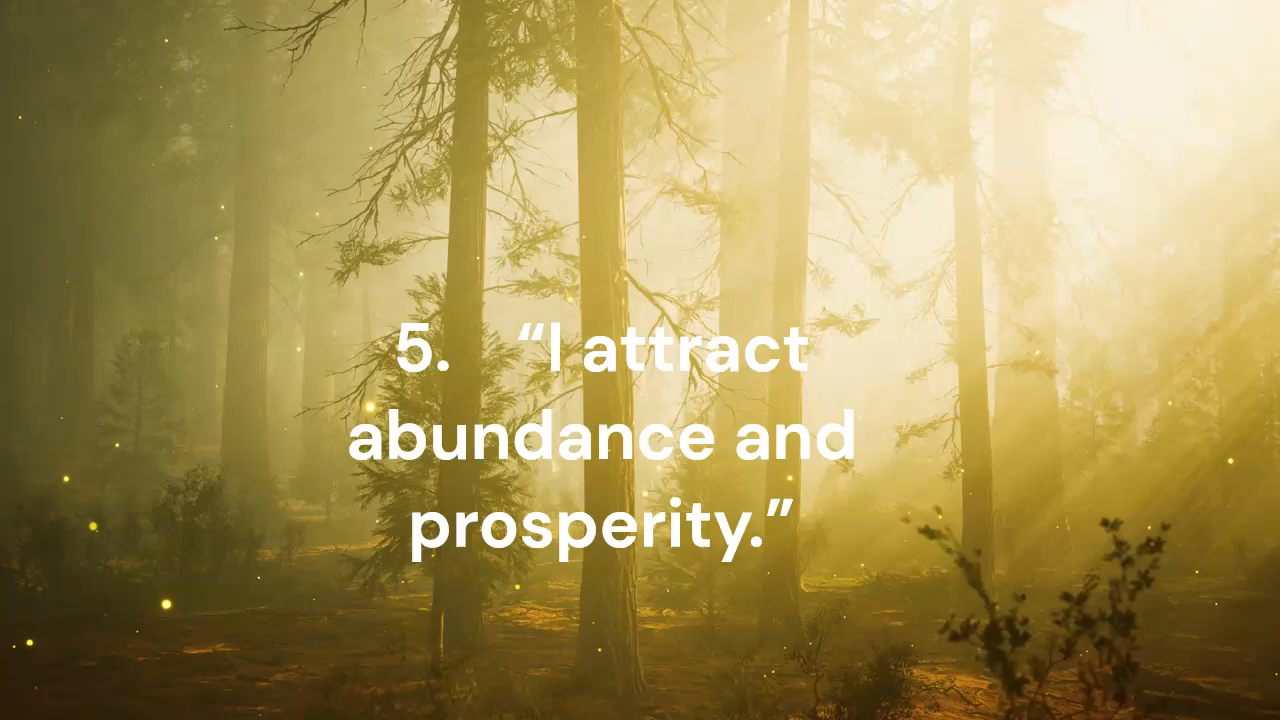 5. “I attract
abundance and
prosperity.”